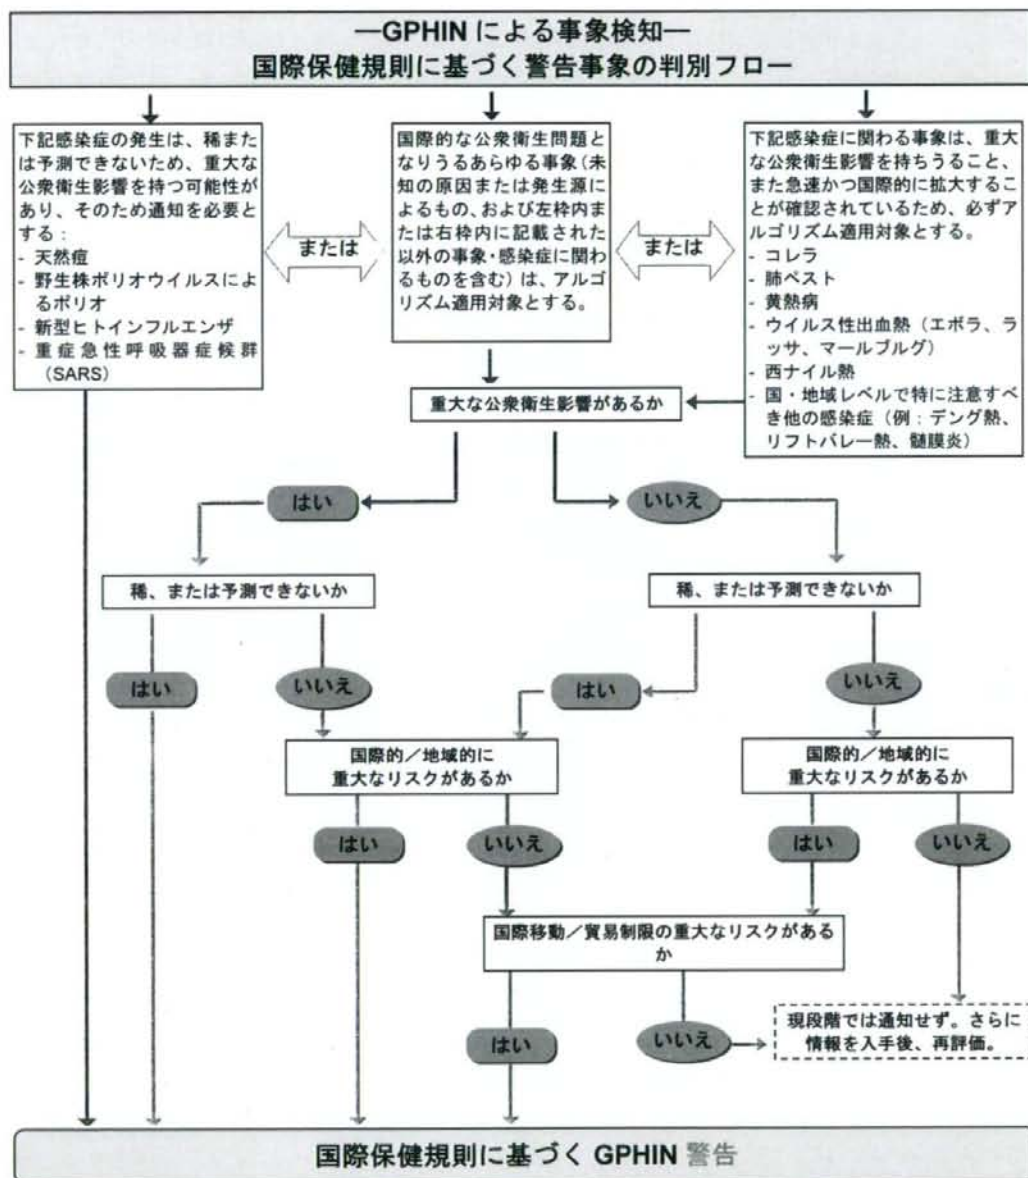 ―GPHIN による事象検知―
国際保健規則に基づく警告事象の判別フロー
下記感染症の発生は、稀また
は予測できないため、重大な
公衆衛生影響を持つ可能性が
あり、そのため通知を必要と
する：
- 天然痘
- 野生株ポリオウイルスによ
るポリオ
- 新型ヒトインフルエンザ
- 重症急性呼吸器症候群
（SARS）
または
国際的な公衆衛生問題と
なりうるあらゆる事象（未
知の原因または発生源に
よるもの、および左枠内ま
たは右枠内に記載された
以外の事象・感染症に関わ
るものを含む）は、アルゴ
リズム適用対象とする。
または
下記感染症に関わる事象は、重大
な公衆衛生影響を持ちうること、
また急速かつ国際的に拡大するこ
とが確認されているため、必ずア
ルゴリズム適用対象とする。
- コレラ
- 肺ペスト
- 黄熱病
- ウイルス性出血熱（エボラ、ラ
ッサ、マールブルグ）
- 西ナイル熱
- 国・地域レベルで特に注意すべ
き他の感染症（例：デング熱、
リフトバレー熱、髄膜炎）
重大な公衆衛生影響があるか
はい
いいえ
稀、または予測できないか
稀、または予測できないか
はい
いいえ
はい
いいえ
国際的／地域的に
重大なリスクがあるか
国際的／地域的に
重大なリスクがあるか
はい
いいえ
はい
いいえ
国際移動／貿易制限の重大なリスクがある
か
はい
いいえ
現段階では通知せず。さらに
情報を入手後、再評価。
国際保健規則に基づく GPHIN 警告